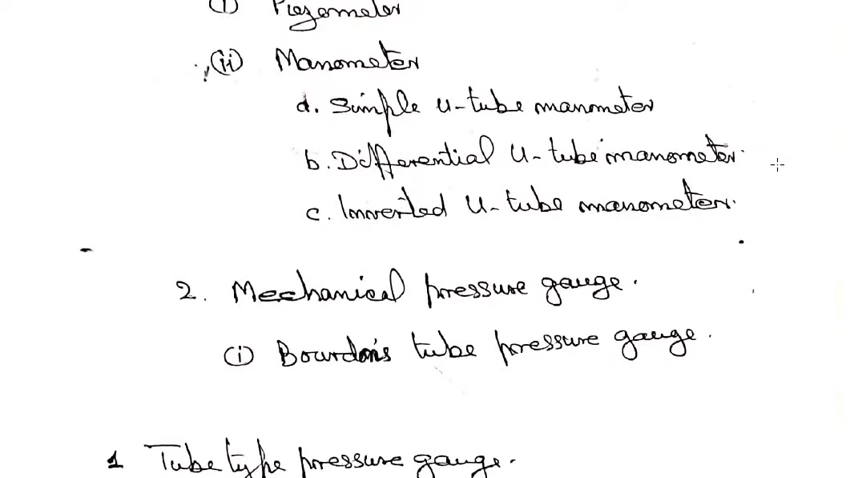 (i) Piezometer
(ii) Manometer
a. Simple U-tube manometer
b. Differential U-tube manometer.
c. Inverted U-tube manometer.
2. Mechanical pressure gauge.
(i) Bourdon's tube pressure gauge.
1 Tube type pressure gauge.